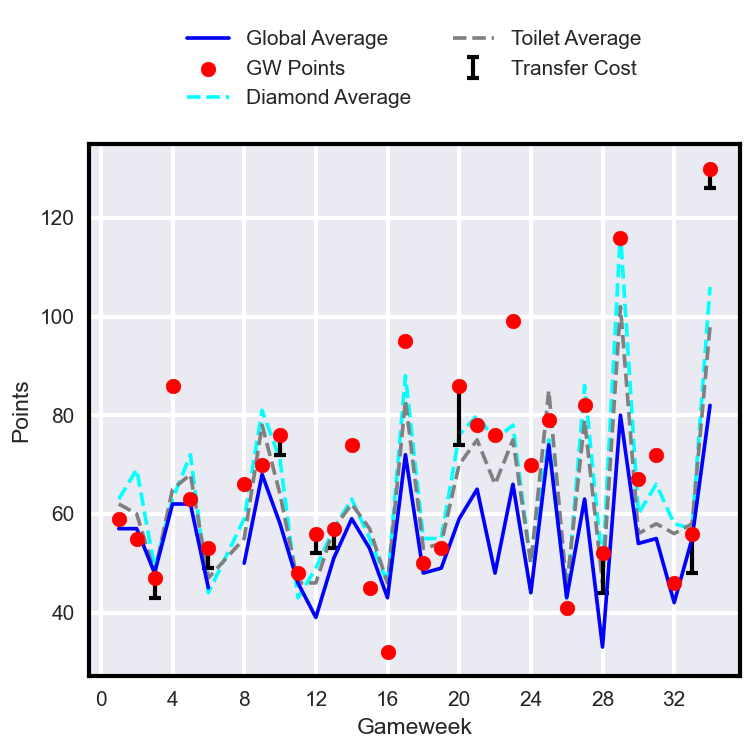 Global Average
GW Points
Diamond Average
Toilet Average
Transfer Cost
Points
120
100
80
60
40
0 4 8 12 16 20 24 28 32
Gameweek